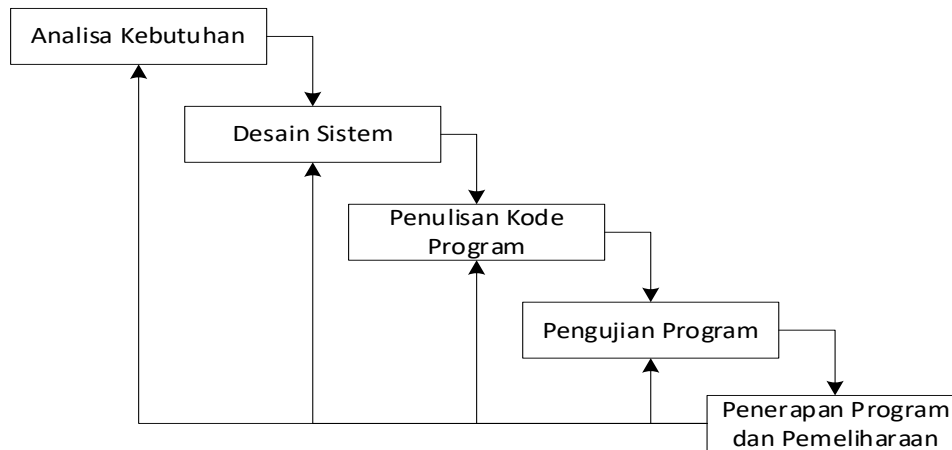 Analisa Kebutuhan
Desain Sistem
Penulisan Kode
Program
Pengujian Program
Penerapan Program
dan Pemeliharaan